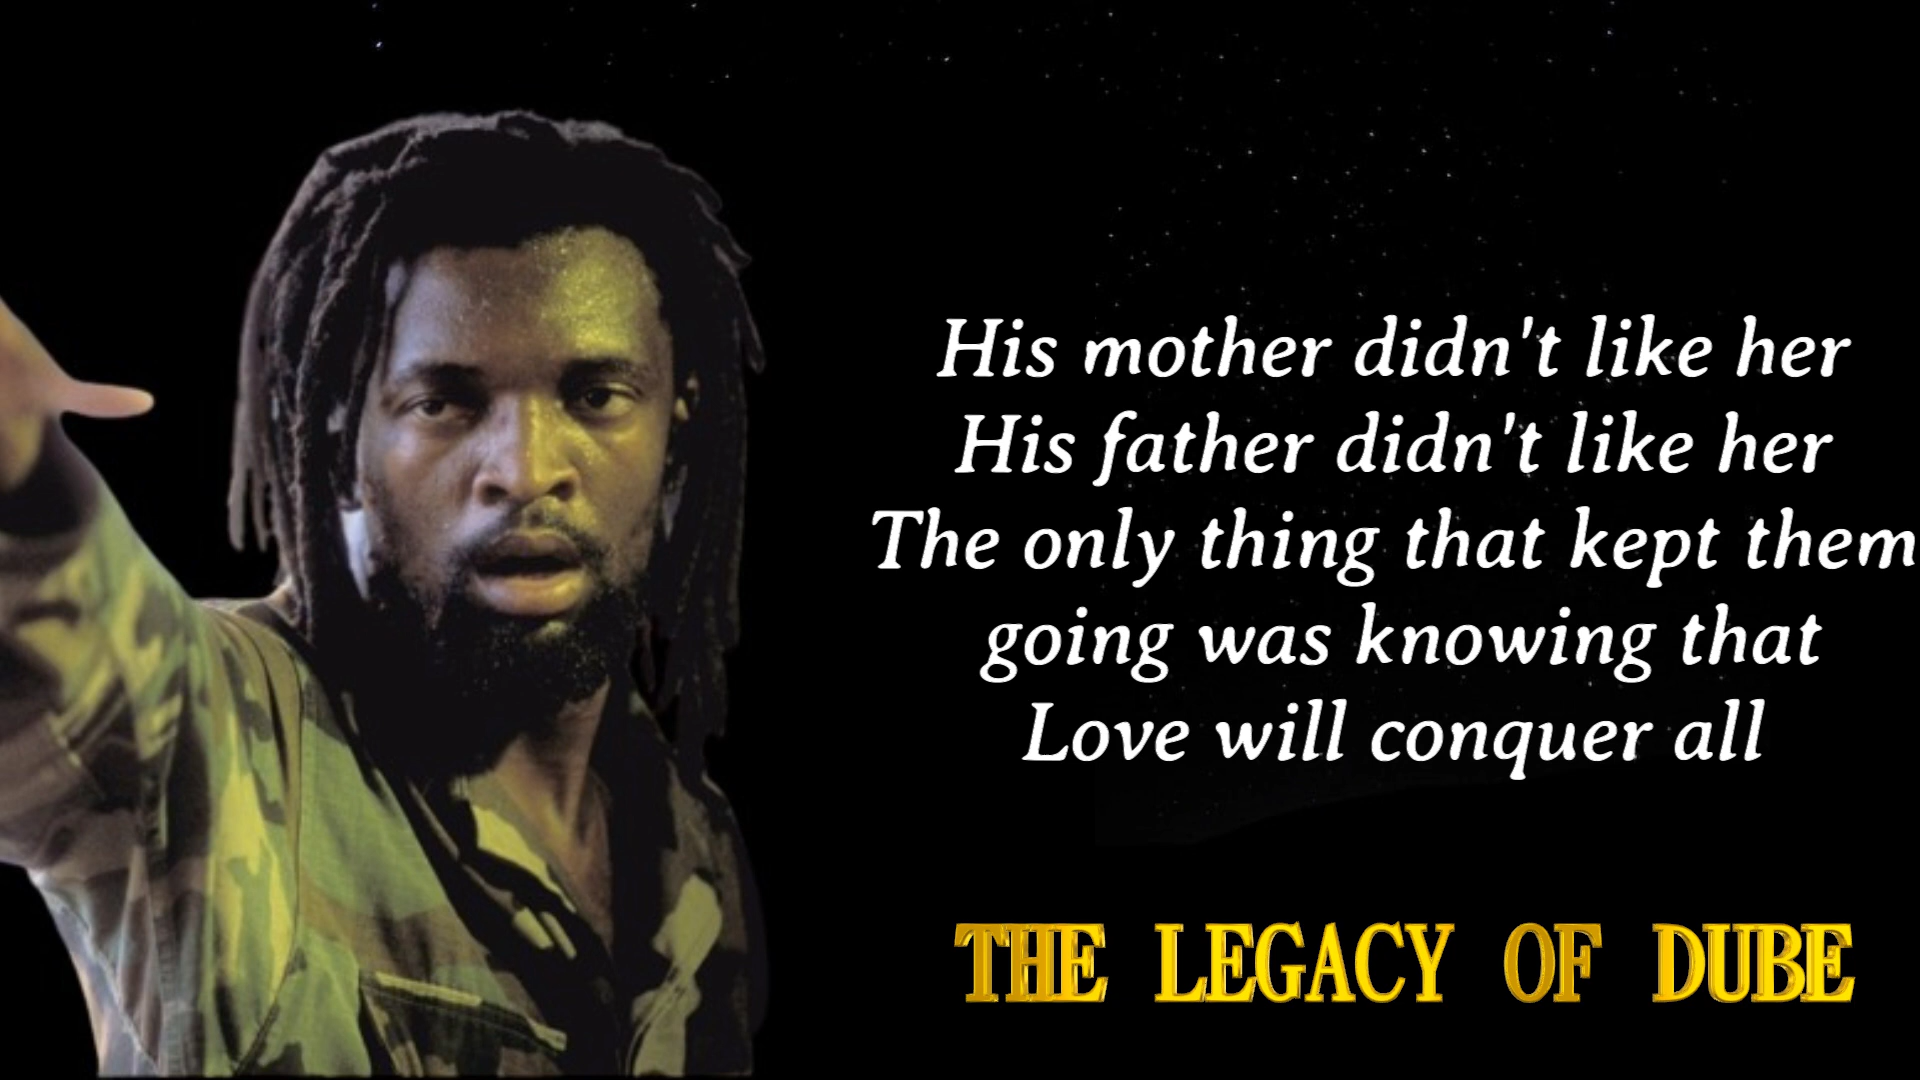 His mother didn't like her
His father didn't like her
The only thing that kept them
going was knowing that
Love will conquer all
THE LEGACY OF DUBE